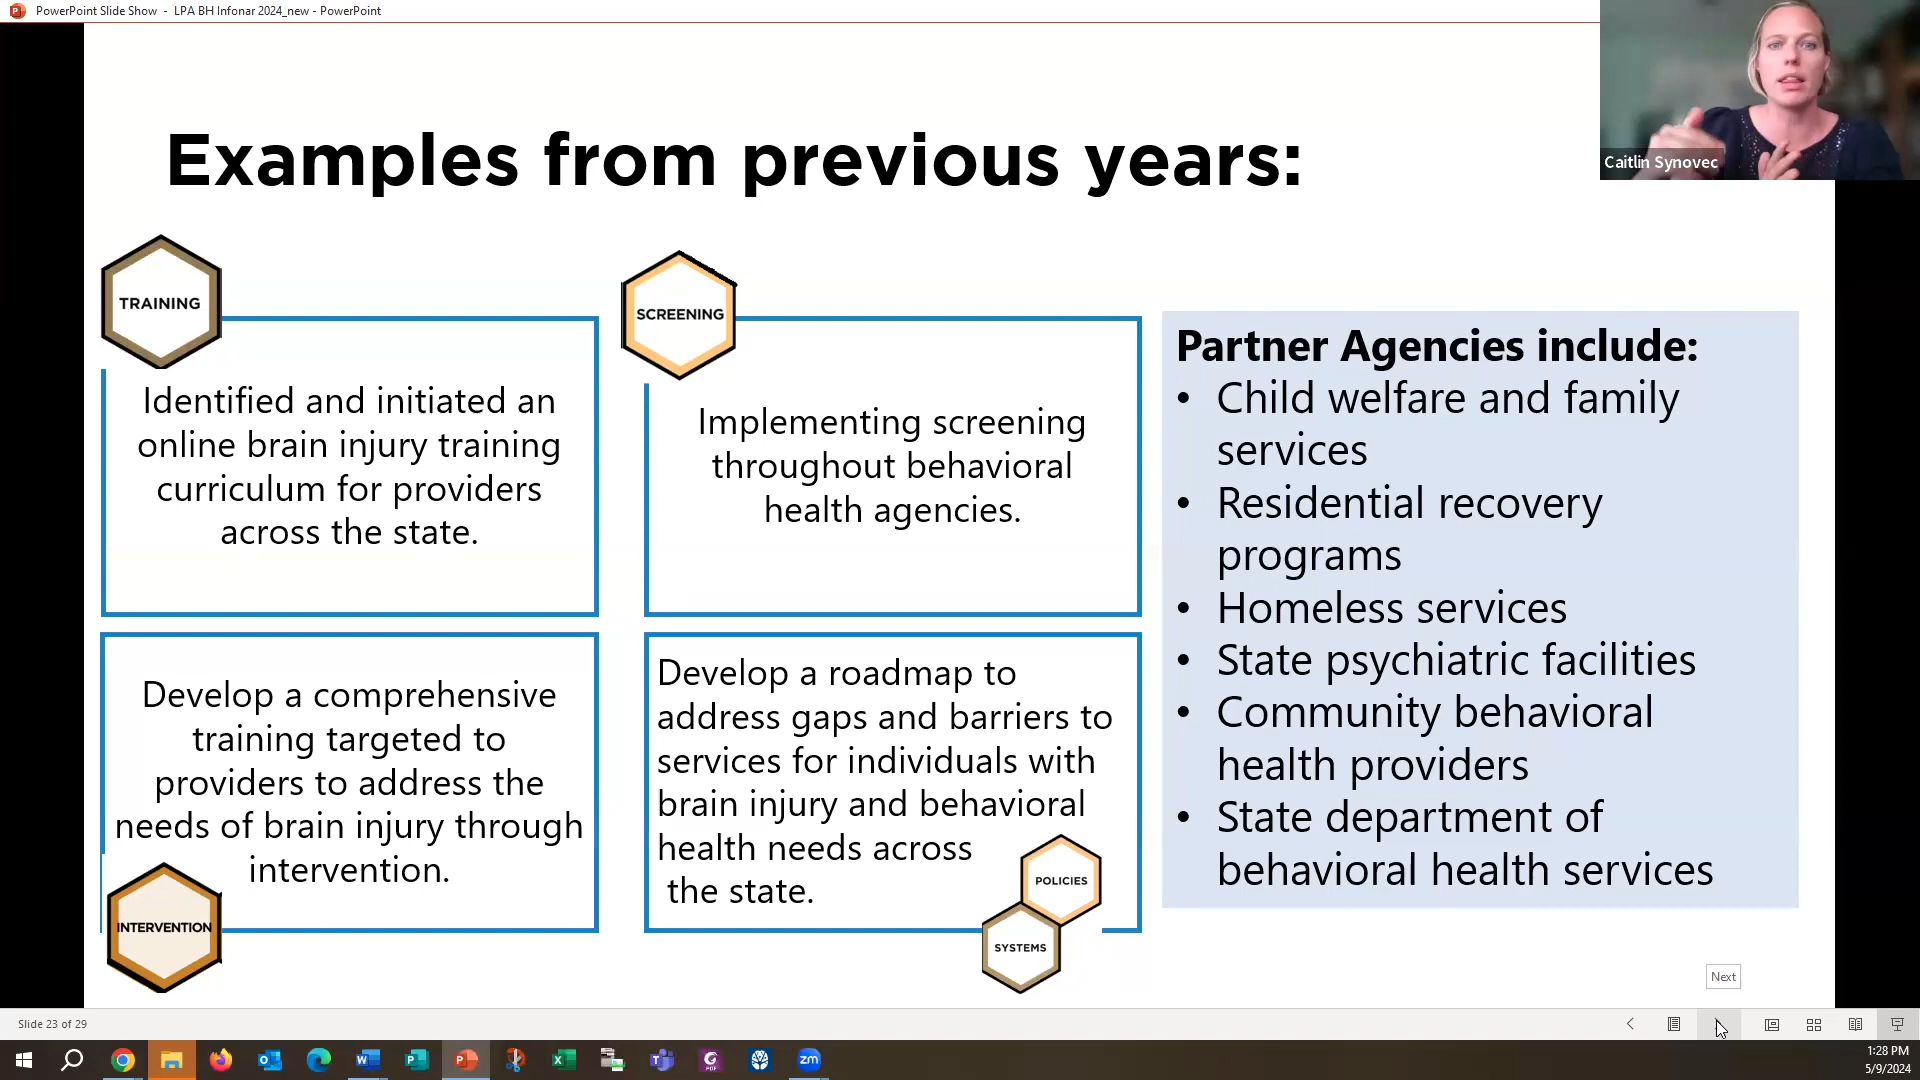 PowerPoint Slide Show - LPA BH Infonar 2024_new - PowerPoint
Caitlin Synovec
Examples from previous years:
TRAINING
Identified and initiated an
online brain injury training
curriculum for providers
across the state.
SCREENING
Implementing screening
throughout behavioral
health agencies.
Develop a comprehensive
training targeted to
providers to address the
needs of brain injury through
intervention.
INTERVENTION
Develop a roadmap to
address gaps and barriers to
services for individuals with
brain injury and behavioral
health needs across
the state.
POLICIES
SYSTEMS
Partner Agencies include:
• Child welfare and family
services
• Residential recovery
programs
• Homeless services
• State psychiatric facilities
• Community behavioral
health providers
• State department of
behavioral health services
Next
Slide 23 of 29
zm
1:28 PM
5/9/2024